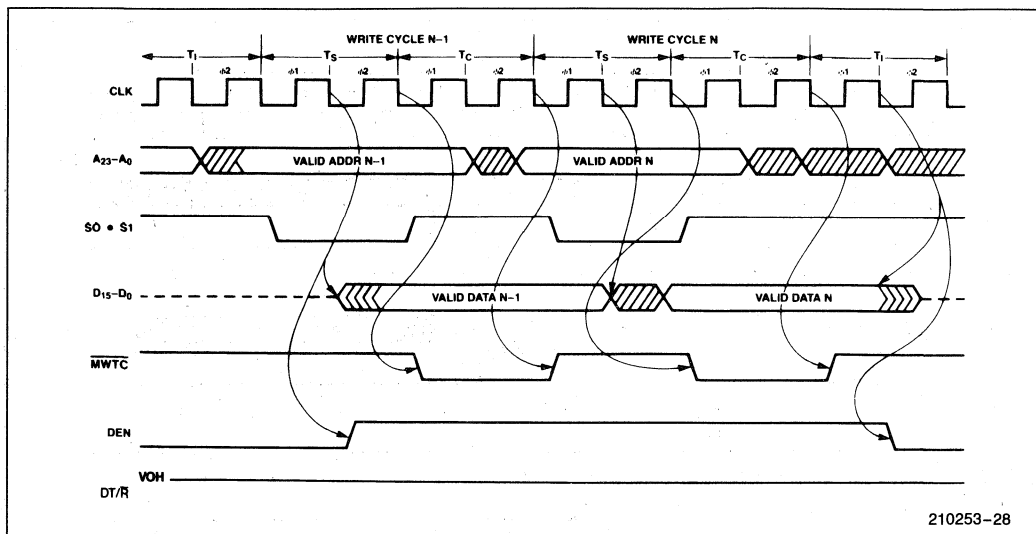 WRITE CYCLE N–1 WRITE CYCLE N
TI TS TC TS TC TI
ϕ2 ϕ1 ϕ2 ϕ1 ϕ2 ϕ1 ϕ2 ϕ1 ϕ2 ϕ1 ϕ2
CLK
A23–A0 VALID ADDR N–1 VALID ADDR N
S0 • S1
D15–D0 VALID DATA N–1 VALID DATA N
MWTC
DEN
VOH
DT/R
210253–28